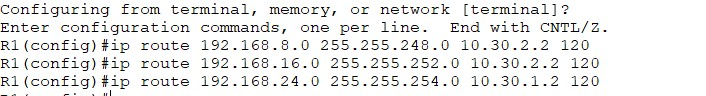 Configuring from terminal, memory, or network [terminal]?
Enter configuration commands, one per line.  End with CNTL/Z.
R1(config)#ip route 192.168.8.0 255.255.248.0 10.30.2.2 120
R1(config)#ip route 192.168.16.0 255.255.252.0 10.30.2.2 120
R1(config)#ip route 192.168.24.0 255.255.254.0 10.30.1.2 120